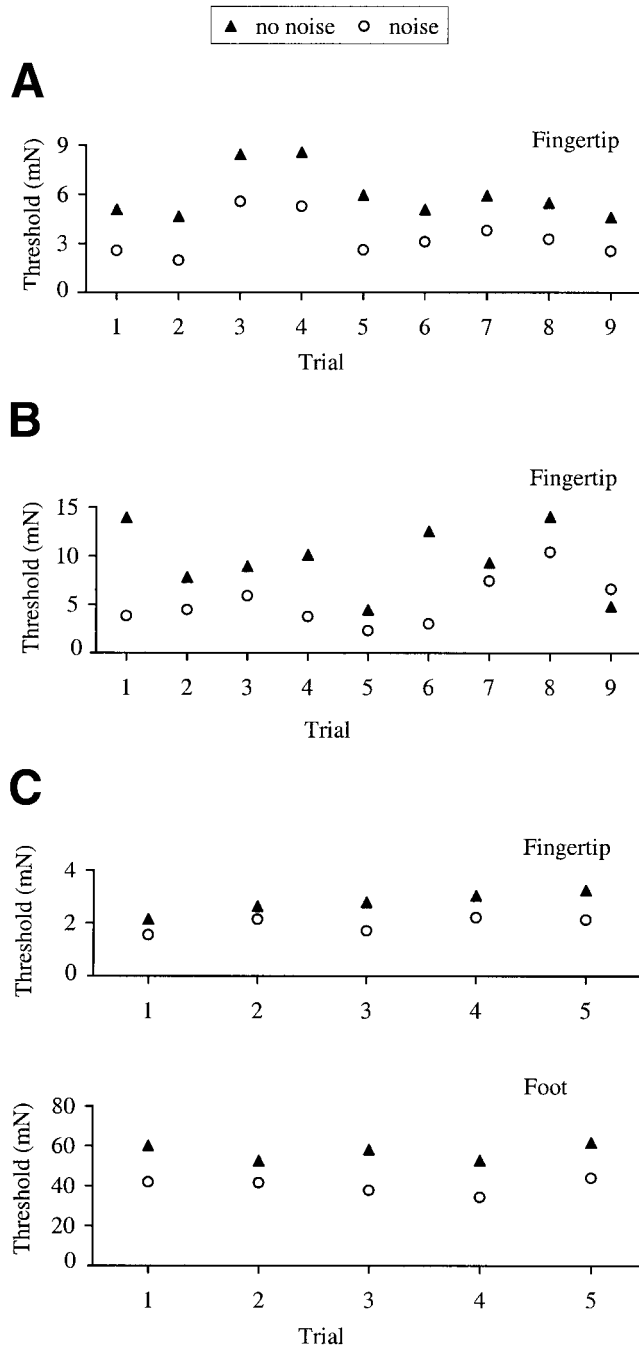 no noise noise
A
Fingertip
Threshold (mN)
9
6
3
0
1 2 3 4 5 6 7 8 9
Trial
B
Fingertip
Threshold (mN)
15
10
5
0
1 2 3 4 5 6 7 8 9
Trial
C
Fingertip
Threshold (mN)
4
2
0
1 2 3 4 5
Foot
Threshold (mN)
80
60
40
20
0
1 2 3 4 5
Trial